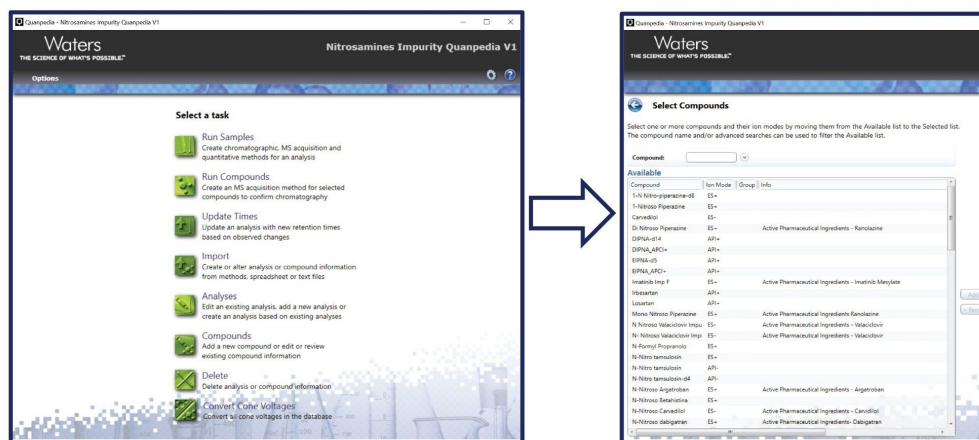 Quanpedia - Nitrosamines Impurity Quanpedia V1
Waters
THE SCIENCE OF WHAT'S POSSIBLE.™
Nitrosamines Impurity Quanpedia V1
Options
Select a task
Run Samples
Create chromatographic, MS acquisition and
quantitative methods for an analysis
Run Compounds
Create an MS acquisition method for selected
compounds to confirm chromatography
Update Times
Update an analysis with new retention times
based on observed changes
Import
Create or alter analysis or compound information
from methods, spreadsheet or text files
Analyses
Edit an existing analysis, add a new analysis or
create an analysis based on existing analyses
Compounds
Add a new compound or edit or review
existing compound information
Delete
Delete analysis or compound information
Convert Cone Voltages
Convert all cone voltages in the database
Quanpedia - Nitrosamines Impurity Quanpedia V1
Waters
THE SCIENCE OF WHAT'S POSSIBLE.™
Select Compounds
Select one or more compounds and their ion modes by moving them from the Available list to the Selected list.
The compound name and/or advanced searches can be used to filter the Available list.
Compound:
Available
Compound Ion Mode Group Info
1-N Nitro-piperazine-d8 ES+
1-Nitroso Piperazine ES+
Carvedilol ES-
Di Nitroso Piperazine ES+ Active Pharmaceutical Ingredients - Ranolazine
DIPNA-d14 API+
DIPNA_APCI+ API+
EIPNA-d5 API+
EIPNA_APCI+ API+
Imatinib Imp F ES+ Active Pharmaceutical Ingredients - Imatinib Mesylate
Irbesartan API+
Losartan API+
Mono Nitroso Piperazine ES+ Active Pharmaceutical Ingredients Ranolazine
N Nitroso Valaciclovir Impu ES- Active Pharmaceutical Ingredients - Valaciclovir
N- Nitroso Valaciclovir Imp ES- Active Pharmaceutical Ingredients - Valaciclovir
N-Formyl Propranolo ES+
N-Nitro tamsulosin ES+
N-Nitro tamsulosin API-
N-Nitro tamsulosin-d4 API-
N-Nitroso Argatroban ES+ Active Pharmaceutical Ingredients - Argatroban
N-Nitroso Betahistina ES+
N-Nitroso Carvedilol ES- Active Pharmaceutical Ingredients - Carvidilol
N-Nitroso dabigatran ES+ Active Pharmaceutical Ingredients- Dabigatran
Add